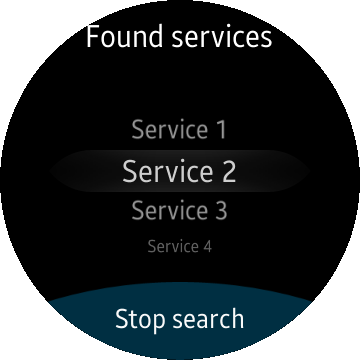 Found services
Service 1
Service 2
Service 3
Service 4
Stop search